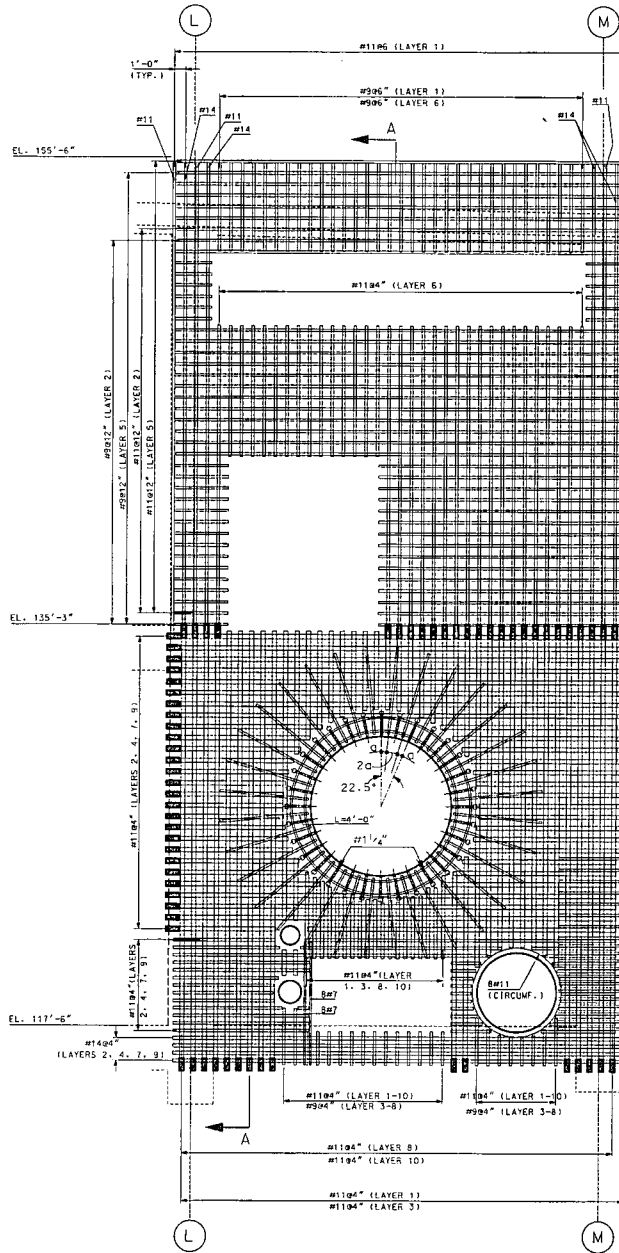 L
M
#11@6 (LAYER 1)
1'-0"
(TYP.)
#9@6" (LAYER 1)
#9@6" (LAYER 6)
#11
#14
#11
#14
#14
#11
A
EL. 155'-6"
#11@4" (LAYER 6)
#9@12" (LAYER 2)
#9@12" (LAYER 5)
#11@12" (LAYER 2)
#11@12" (LAYER 5)
EL. 135'-3"
#11@4" (LAYERS 2, 4, 7, 9)
a
a
2a
22.5°
L=4'-0"
#1 1/4"
#11@4" (LAYERS
2, 4, 7, 9)
#11@4" (LAYER
1, 3, 8, 10)
8#11
(CIRCUMF.)
8#7
8#7
EL. 117'-6"
#14@4"
(LAYERS 2, 4, 7, 9)
#11@4" (LAYER 1-10)
#9@4" (LAYER 3-8)
#11@4" (LAYER 1-10)
#9@4" (LAYER 3-8)
A
#11@4" (LAYER 8)
#11@4" (LAYER 10)
#11@4" (LAYER 1)
#11@4" (LAYER 3)
L
M